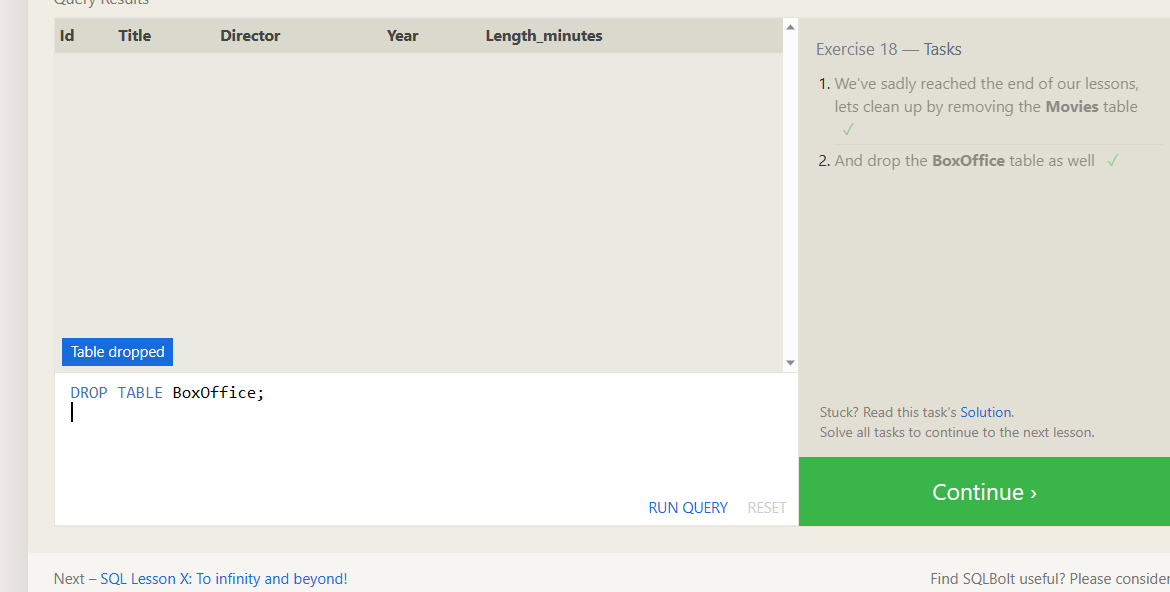 Query Results
Id Title Director Year Length_minutes
Table dropped
DROP TABLE BoxOffice;
RUN QUERY RESET
Exercise 18 — Tasks
1. We've sadly reached the end of our lessons,
lets clean up by removing the Movies table
✓
2. And drop the BoxOffice table as well ✓
Stuck? Read this task's Solution.
Solve all tasks to continue to the next lesson.
Continue ›
Next – SQL Lesson X: To infinity and beyond!
Find SQLBolt useful? Please consider